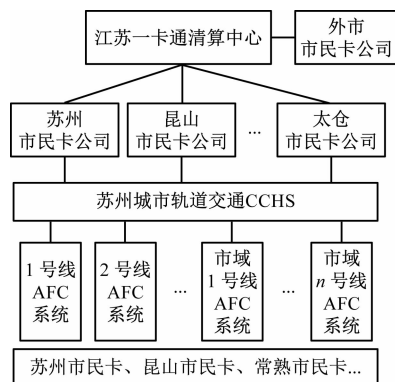 江苏一卡通清算中心
外市
市民卡公司
苏州
市民卡公司
昆山
市民卡公司
...
太仓
市民卡公司
苏州城市轨道交通CCHS
1号线
AFC
系统
2号线
AFC
系统
...
市域
1号线
AFC
系统
...
市域
n号线
AFC
系统
苏州市民卡、昆山市民卡、常熟市民卡...